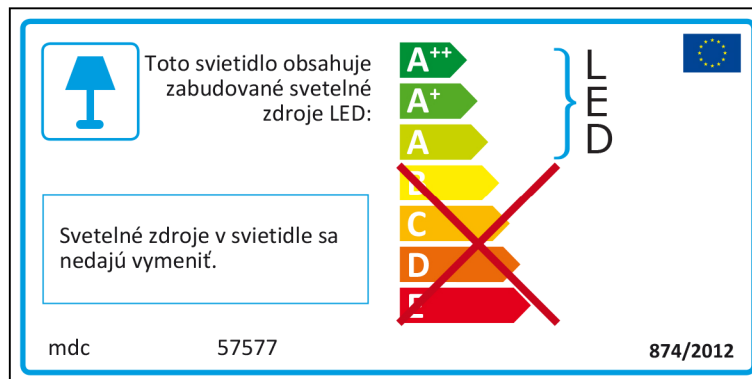 Toto svietidlo obsahuje
zabudované svetelné
zdroje LED:
A++
A+
A
B
C
D
E
L
E
D
Svetelné zdroje v svietidle sa
nedajú vymeniť.
mdc 57577
874/2012